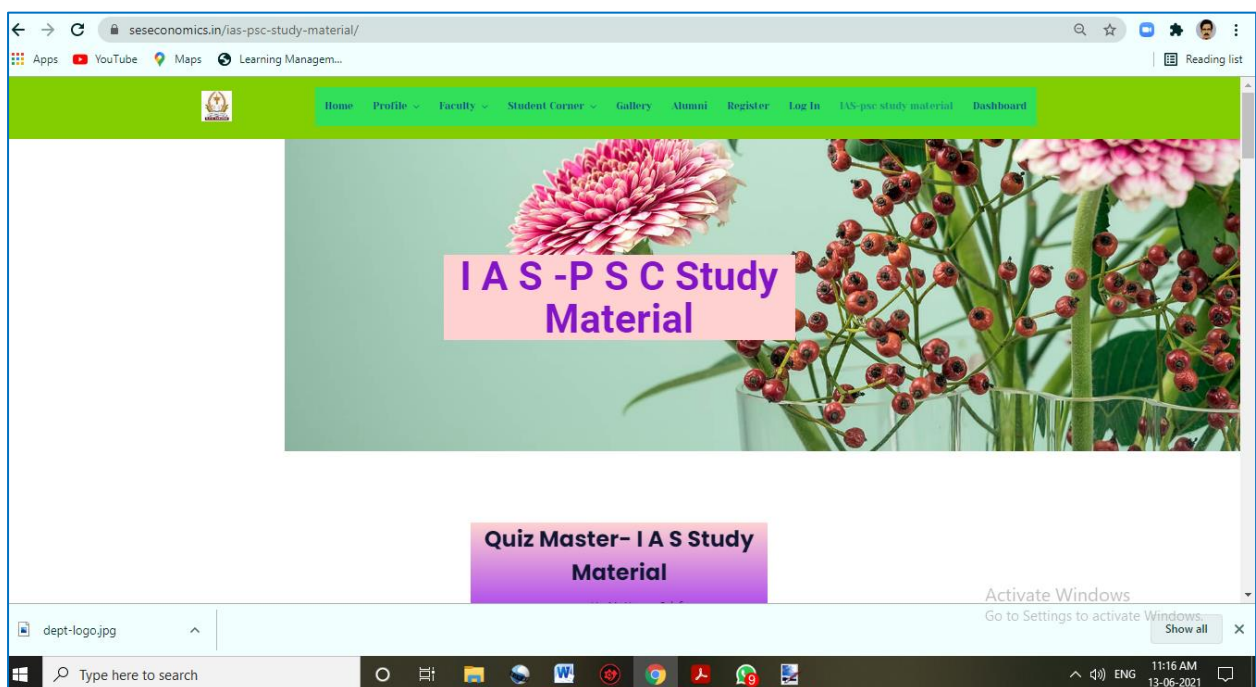 seseconomics.in/ias-psc-study-material/
Apps YouTube Maps Learning Managem... Reading list
Home Profile Faculty Student Corner Gallery Alumni Register Log In IAS-psc study material Dashboard
I A S -P S C Study
Material
Quiz Master- I A S Study
Material
Activate Windows
Go to Settings to activate Windows.
dept-logo.jpg Show all
Type here to search W 9 ENG 11:16 AM
13-06-2021